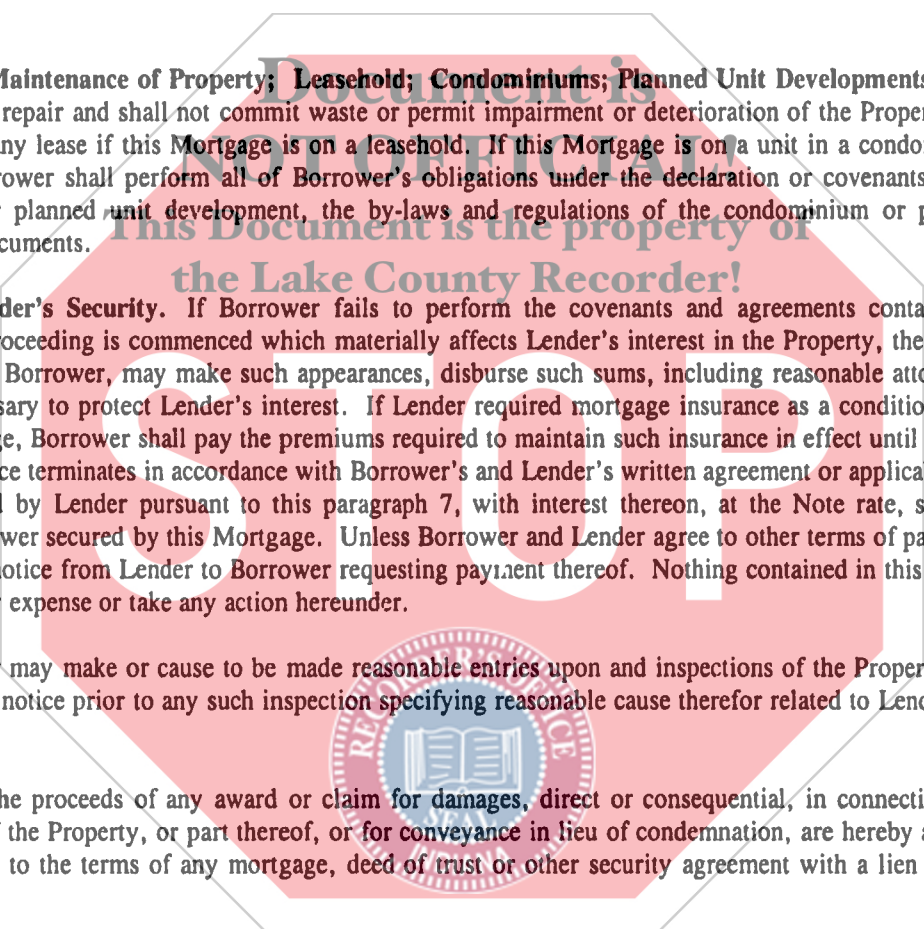 Document is
NOT OFFICIAL!
This Document is the property of
the Lake County Recorder!
STOP
Maintenance of Property; Leasehold; Condominiums; Planned Unit Developments
repair and shall not commit waste or permit impairment or deterioration of the Proper
ny lease if this Mortgage is on a leasehold. If this Mortgage is on a unit in a condo
rower shall perform all of Borrower's obligations under the declaration or covenants
planned unit development, the by-laws and regulations of the condominium or p
cuments.
der's Security. If Borrower fails to perform the covenants and agreements conta
roceeding is commenced which materially affects Lender's interest in the Property, the
Borrower, may make such appearances, disburse such sums, including reasonable atto
sary to protect Lender's interest. If Lender required mortgage insurance as a conditio
e, Borrower shall pay the premiums required to maintain such insurance in effect until
ce terminates in accordance with Borrower's and Lender's written agreement or applica
d by Lender pursuant to this paragraph 7, with interest thereon, at the Note rate, s
wer secured by this Mortgage. Unless Borrower and Lender agree to other terms of pa
otice from Lender to Borrower requesting payment thereof. Nothing contained in this
expense or take any action hereunder.
may make or cause to be made reasonable entries upon and inspections of the Proper
notice prior to any such inspection specifying reasonable cause therefor related to Lend
he proceeds of any award or claim for damages, direct or consequential, in connecti
f the Property, or part thereof, or for conveyance in lieu of condemnation, are hereby a
to the terms of any mortgage, deed of trust or other security agreement with a lien
RECORDER'S OFFICE
SEAL
INDIANA